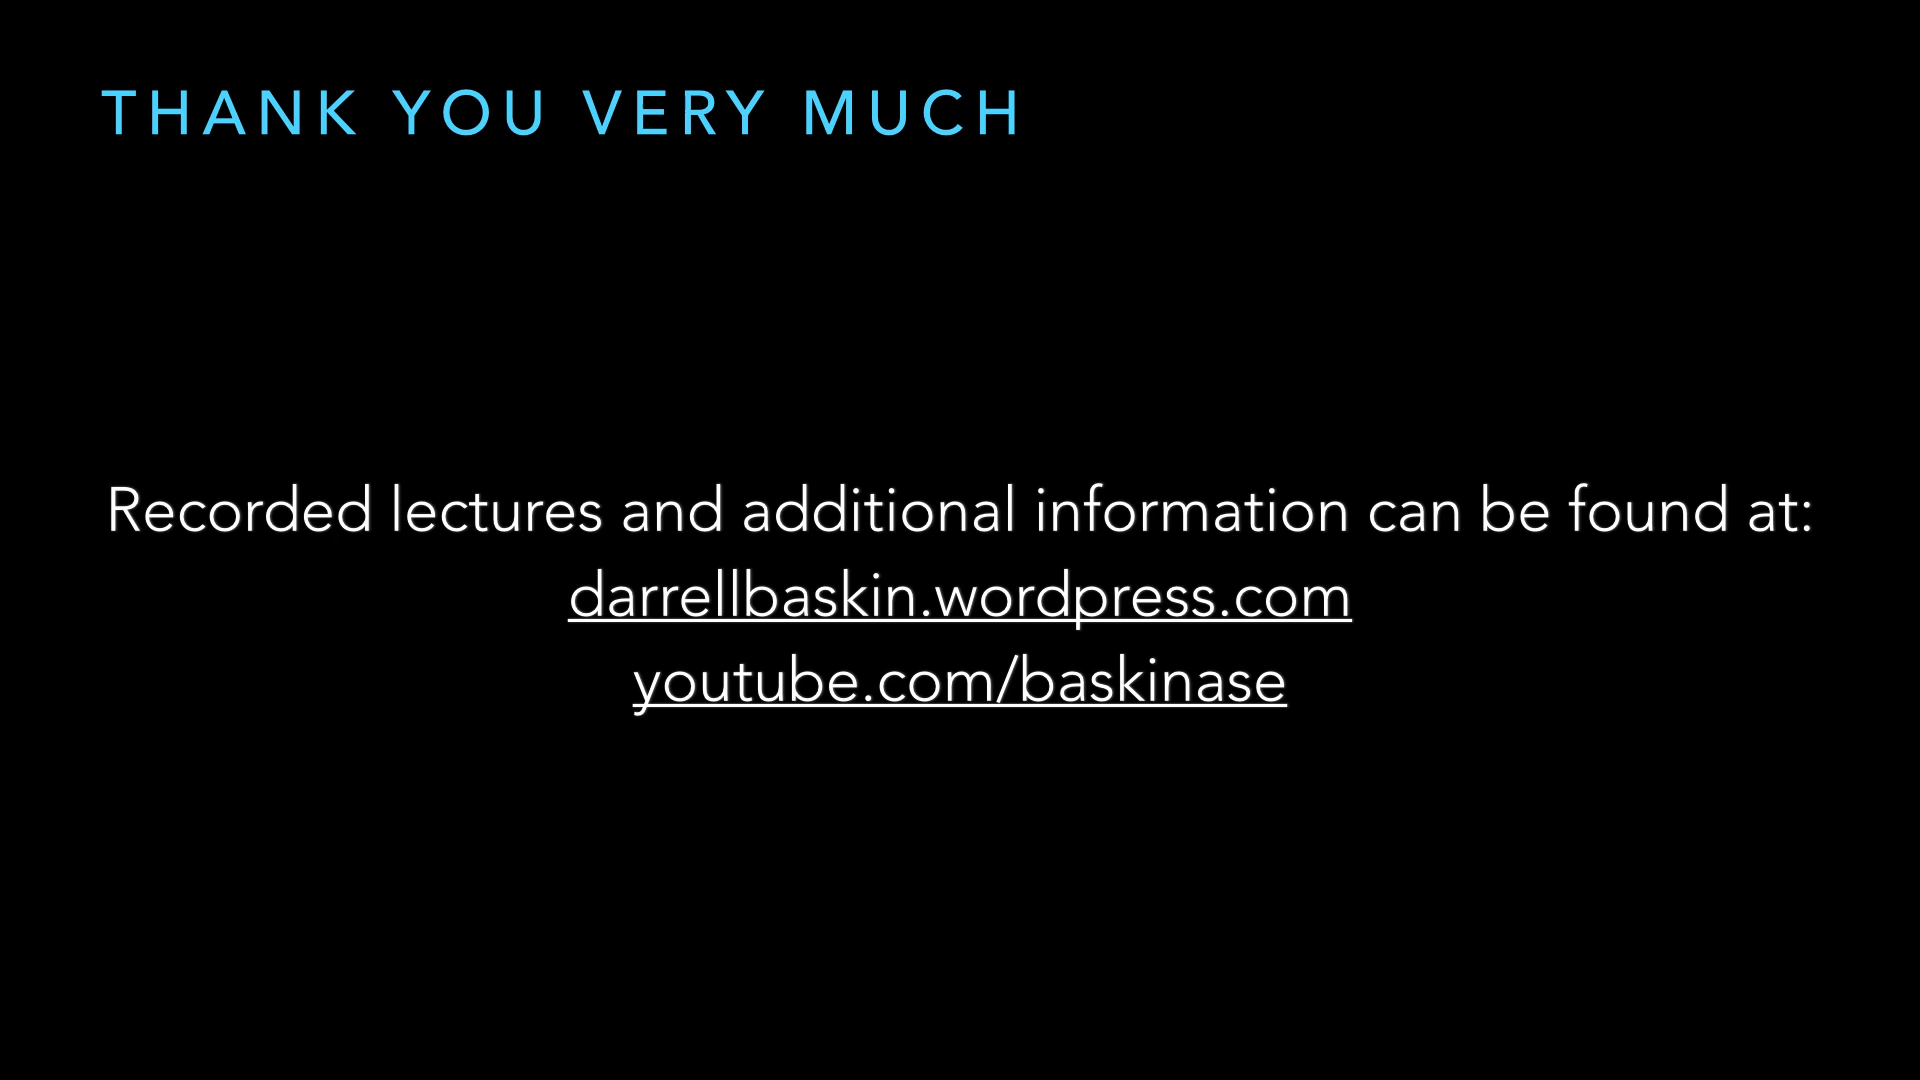 THANK YOU VERY MUCH
Recorded lectures and additional information can be found at:
darrellbaskin.wordpress.com
youtube.com/baskinase